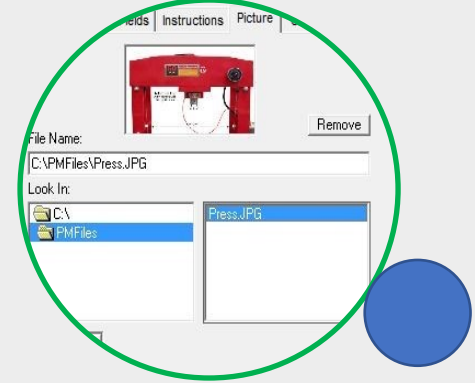 Instructions Picture
Remove
File Name:
C:\PMFiles\Press.JPG
Look In:
C:\
Press.JPG
PMFiles